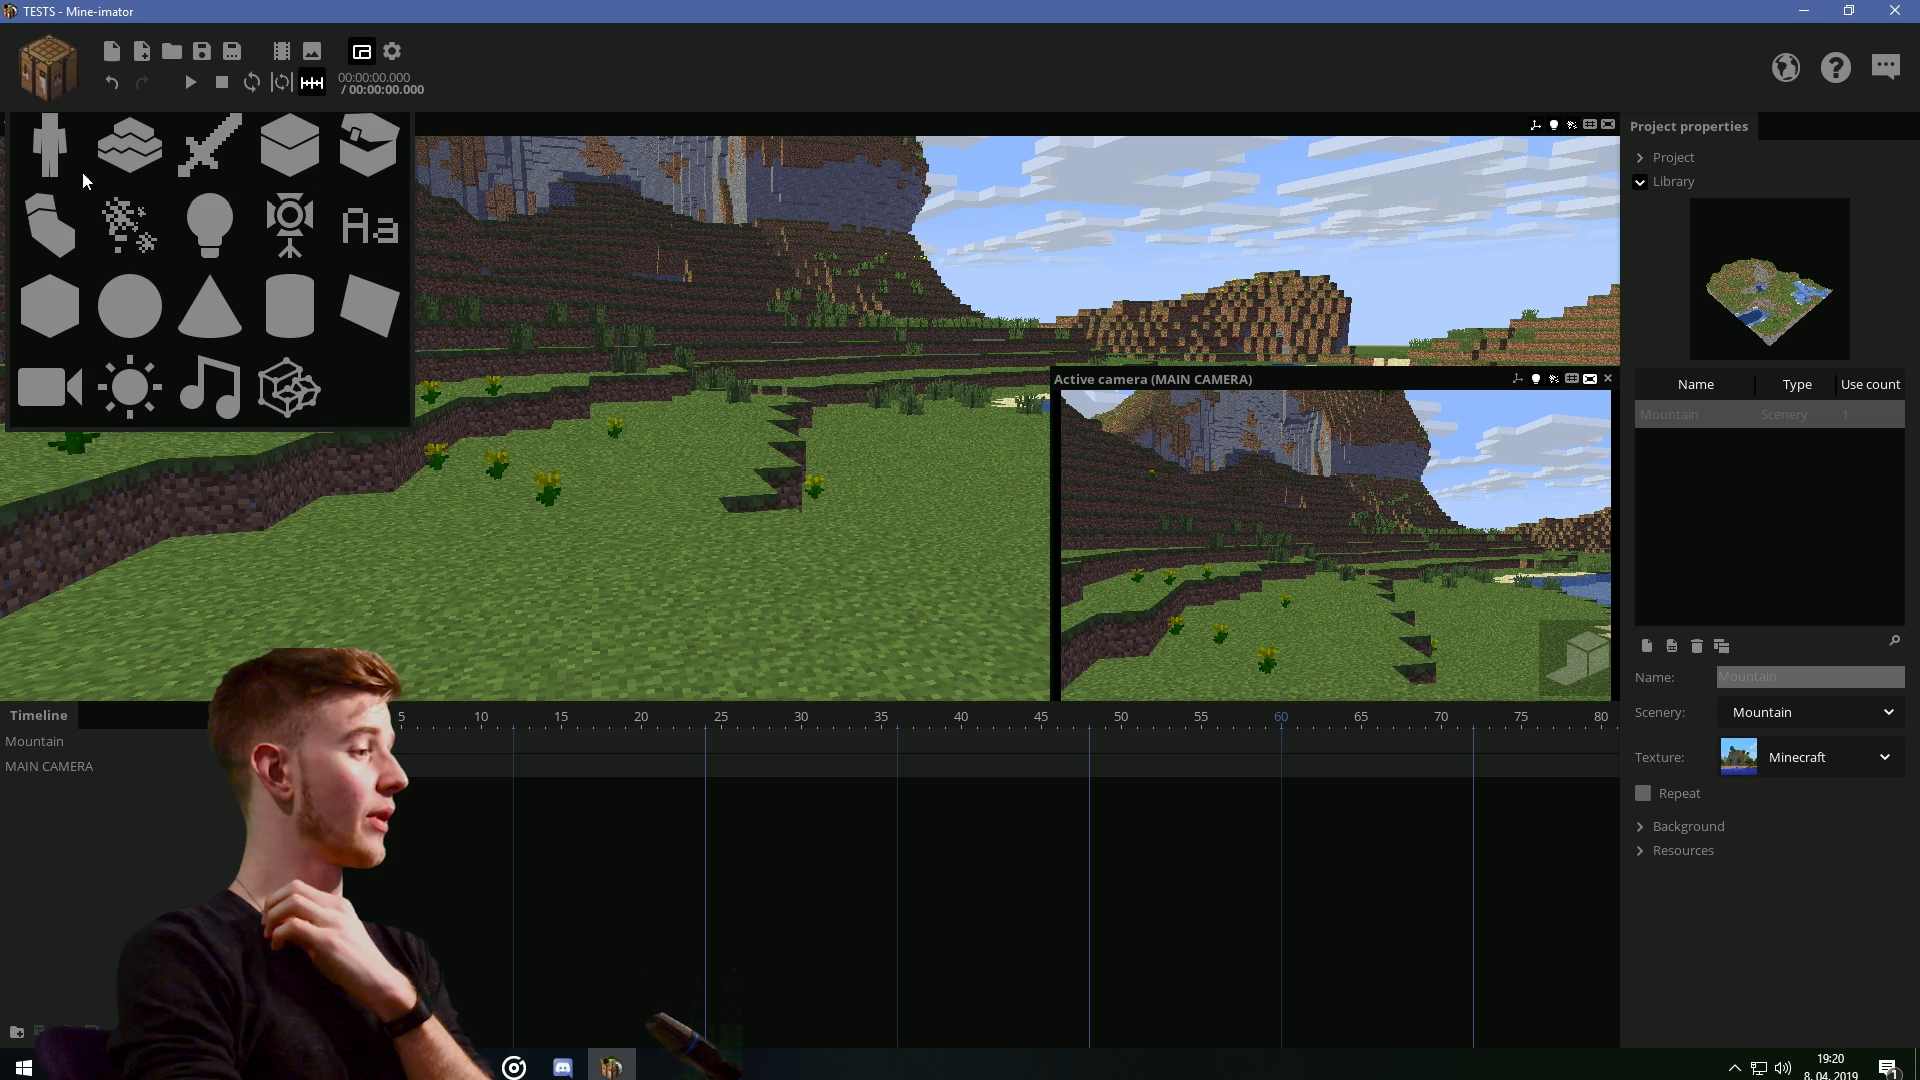 TESTS - Mine-imator
00:00:00.000
/ 00:00:00.000
Project properties
Project
Library
Active camera (MAIN CAMERA)
Name Type Use count
Mountain Scenery 1
Name: Mountain
Scenery: Mountain
Texture: Minecraft
Repeat
Background
Resources
Timeline
5 10 15 20 25 30 35 40 45 50 55 60 65 70 75 80
Mountain
MAIN CAMERA
Aa
19:20
8. 04. 2019
1